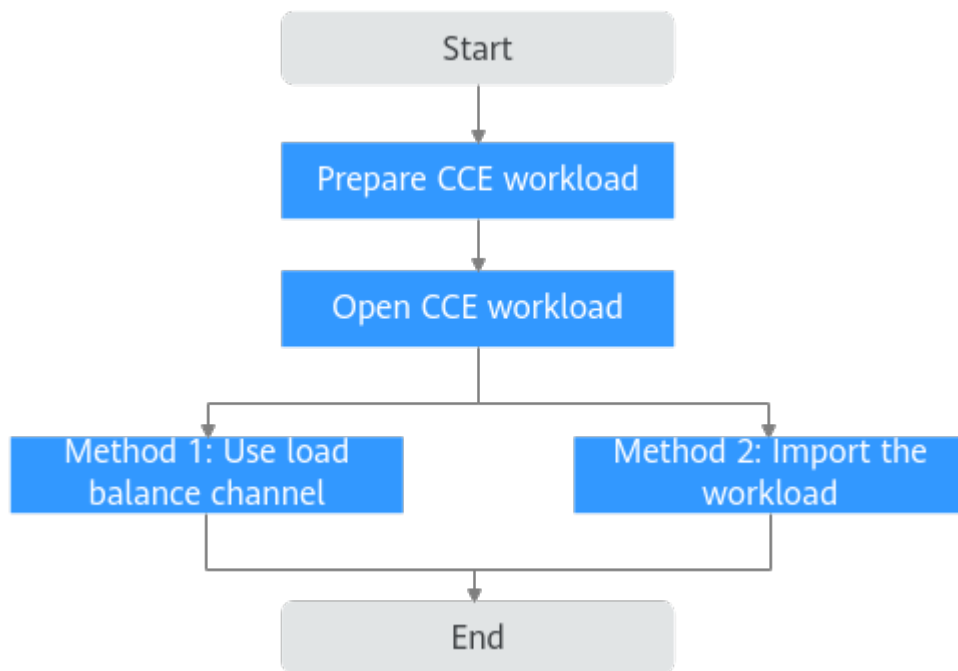 Start
Prepare CCE workload
Open CCE workload
Method 1: Use load
balance channel
Method 2: Import the
workload
End